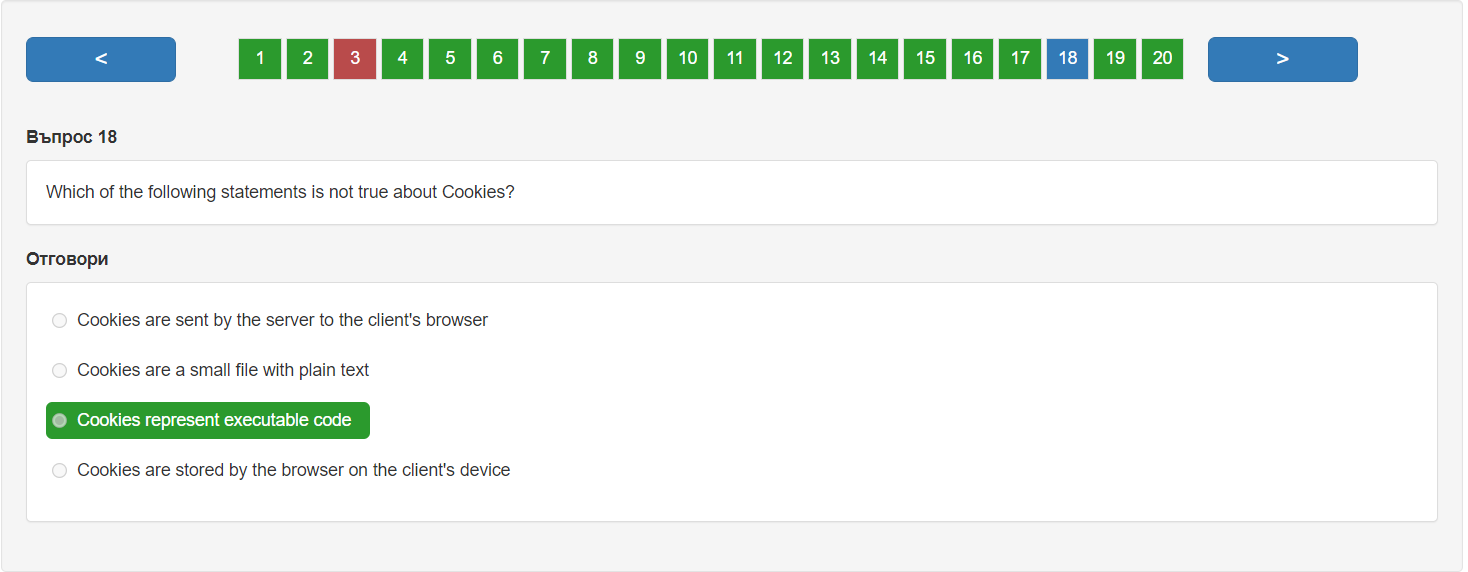 < 1 2 3 4 5 6 7 8 9 10 11 12 13 14 15 16 17 18 19 20 >
Въпрос 18
Which of the following statements is not true about Cookies?
Отговори
Cookies are sent by the server to the client's browser
Cookies are a small file with plain text
Cookies represent executable code
Cookies are stored by the browser on the client's device